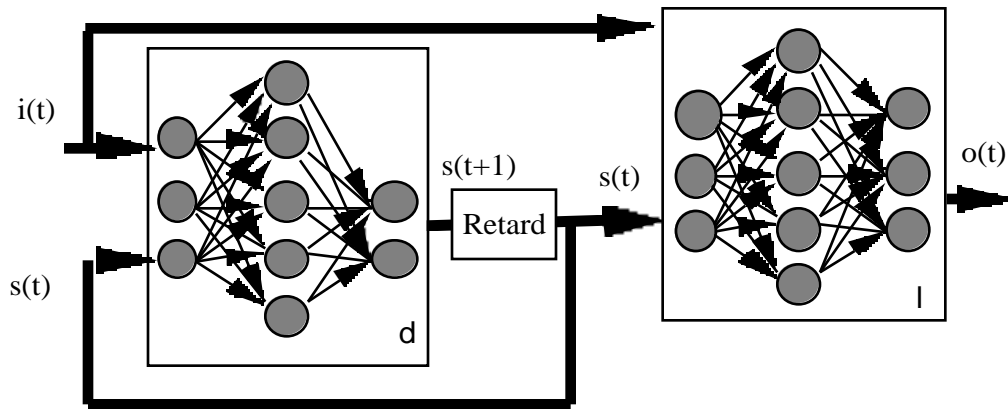 i(t)
s(t)
d
s(t+1)
Retard
s(t)
l
o(t)